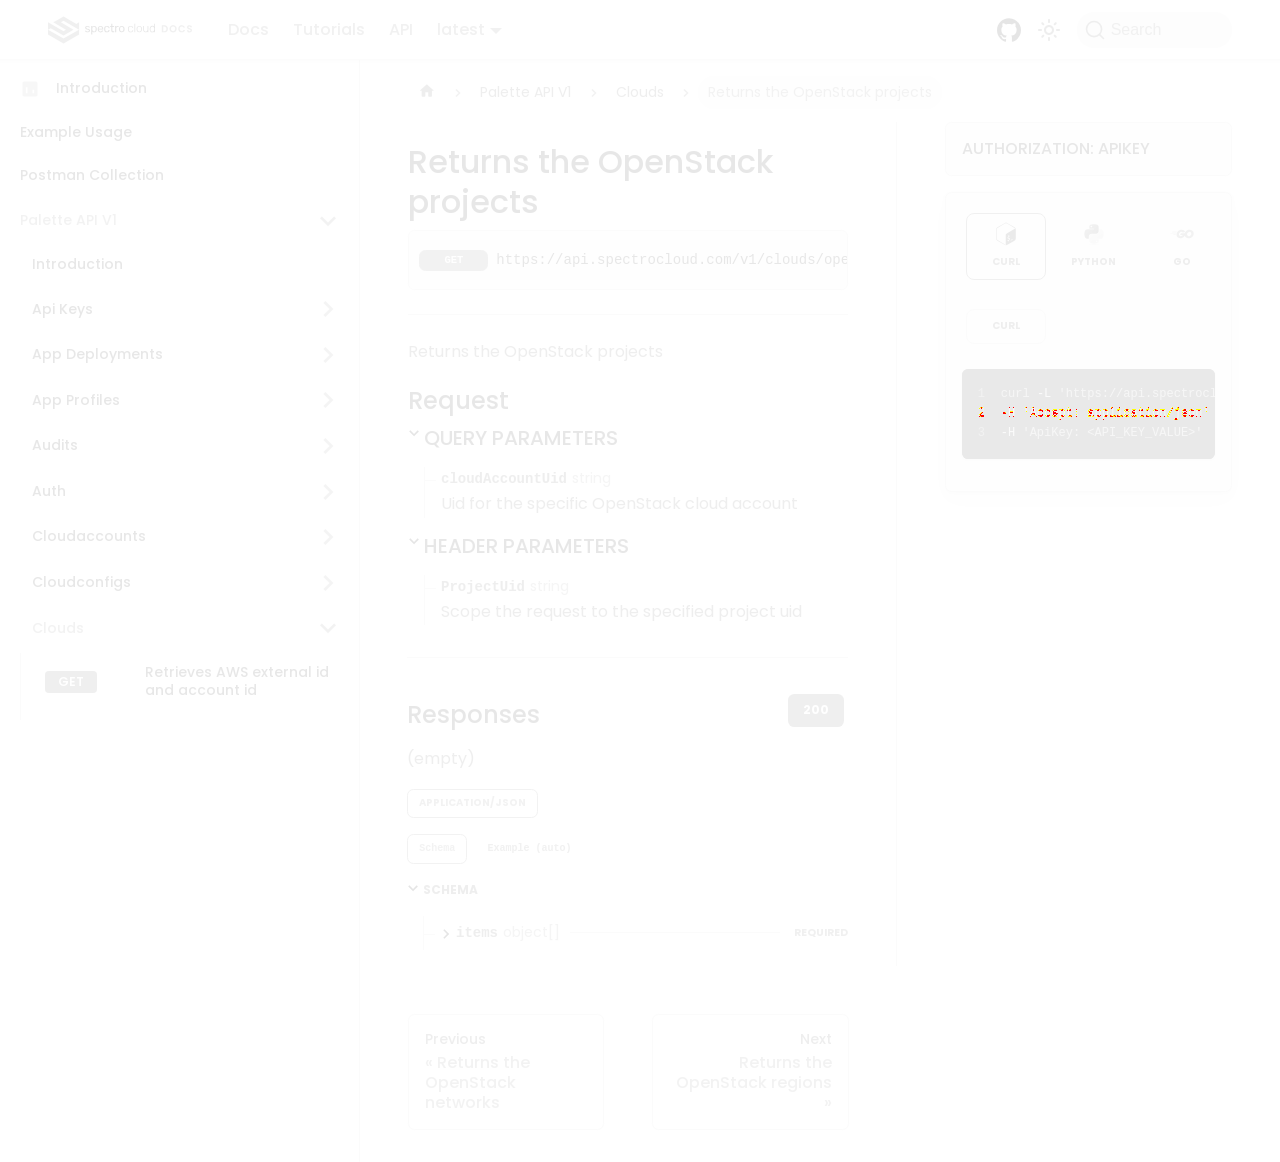 spectro cloud DOCS
Docs
Tutorials
API
latest
Search
Introduction
Example Usage
Postman Collection
Palette API V1
Introduction
Api Keys
App Deployments
App Profiles
Audits
Auth
Cloudaccounts
Cloudconfigs
Clouds
GET
Retrieves AWS external id
and account id
Palette API V1
Clouds
Returns the OpenStack projects
Returns the OpenStack
projects
GET
https://api.spectrocloud.com/v1/clouds/ope
Returns the OpenStack projects
Request
QUERY PARAMETERS
cloudAccountUid string
Uid for the specific OpenStack cloud account
HEADER PARAMETERS
ProjectUid string
Scope the request to the specified project uid
Responses
200
(empty)
APPLICATION/JSON
Schema
Example (auto)
SCHEMA
items object[]
REQUIRED
Previous
« Returns the
OpenStack
networks
Next
Returns the
OpenStack regions
»
AUTHORIZATION: APIKEY
CURL
PYTHON
GO
GO
CURL
1 curl -L 'https://api.spectrocl
2 -H 'Accept: application/json'
3 -H 'ApiKey: <API_KEY_VALUE>'